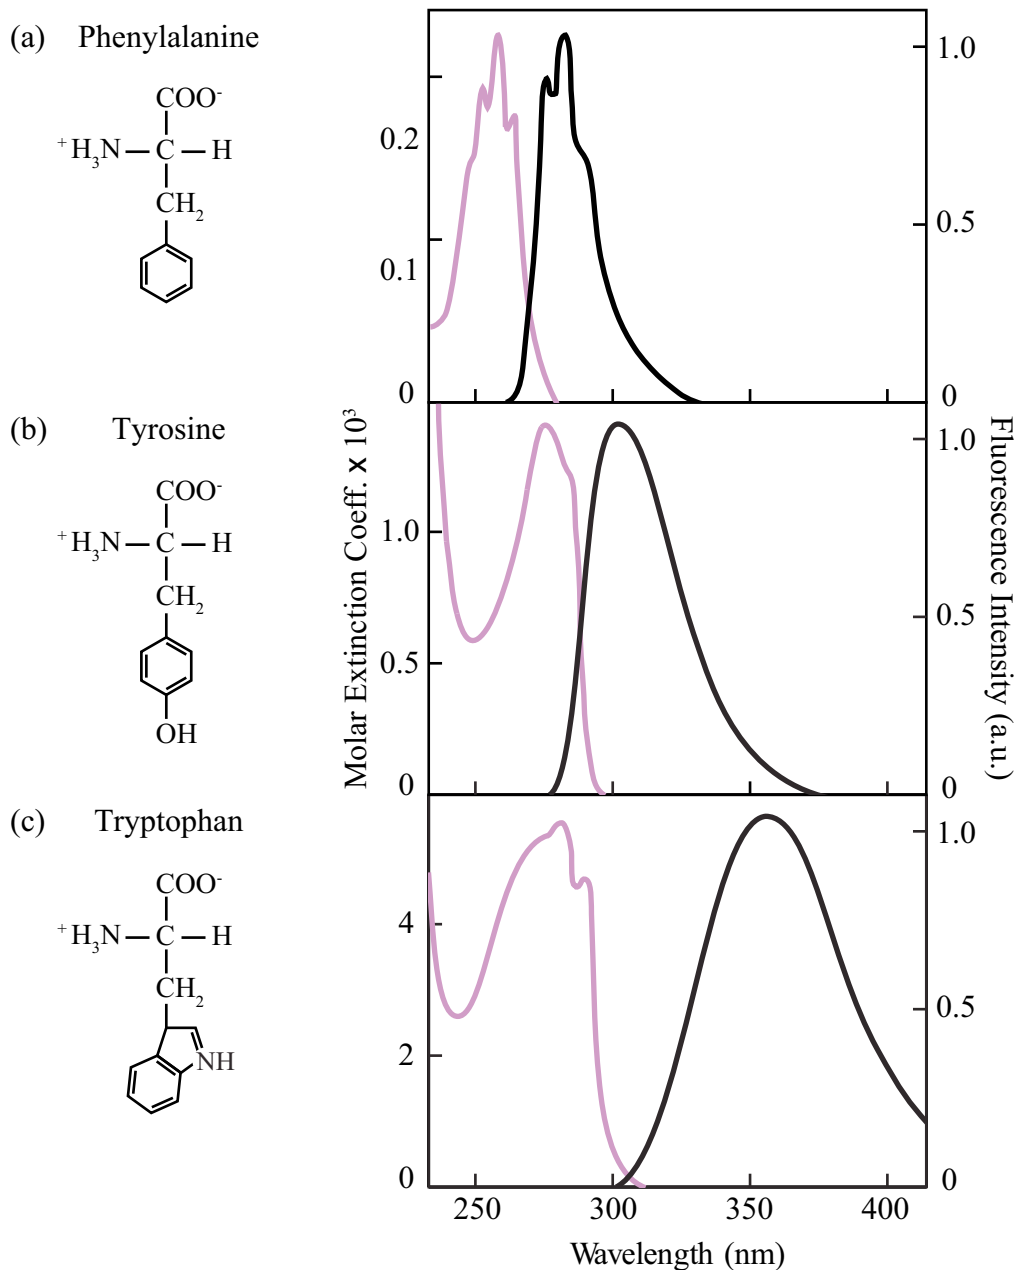 (a) Phenylalanine
COO-
+H3N—C—H
CH2
0.2
0.1
0
1.0
0.5
0
(b) Tyrosine
COO-
+H3N—C—H
CH2
OH
1.0
0.5
0
1.0
0.5
0
Molar Extinction Coeff. x 10³
Fluorescence Intensity (a.u.)
(c) Tryptophan
COO-
+H3N—C—H
CH2
NH
4
2
0
1.0
0.5
0
250 300 350 400
Wavelength (nm)